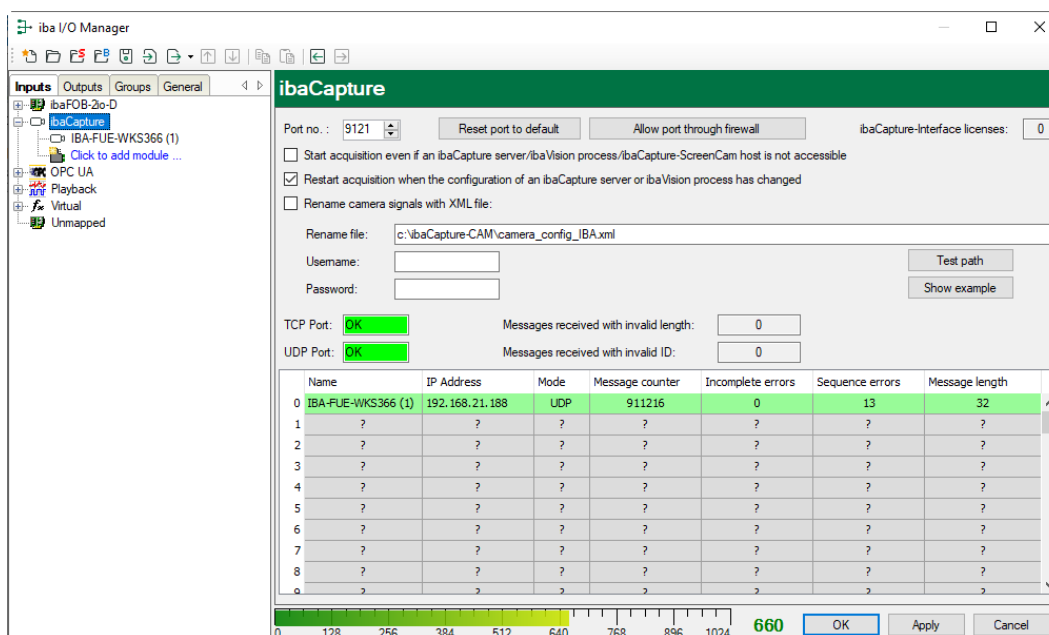 iba I/O Manager
Inputs Outputs Groups General
ibaFOB-2io-D
ibaCapture
IBA-FUE-WKS366 (1)
Click to add module ...
OPC UA
Playback
Virtual
Unmapped
ibaCapture
Port no. : 9121 Reset port to default Allow port through firewall ibaCapture-Interface licenses: 0
Start acquisition even if an ibaCapture server/ibaVision process/ibaCapture-ScreenCam host is not accessible
Restart acquisition when the configuration of an ibaCapture server or ibaVision process has changed
Rename camera signals with XML file:
Rename file: c:\ibaCapture-CAM\camera_config_IBA.xml
Username: Test path
Password: Show example
TCP Port: OK Messages received with invalid length: 0
UDP Port: OK Messages received with invalid ID: 0
Name IP Address Mode Message counter Incomplete errors Sequence errors Message length
0 IBA-FUE-WKS366 (1) 192.168.21.188 UDP 911216 0 13 32
1 ? ? ? ? ? ? ?
2 ? ? ? ? ? ? ?
3 ? ? ? ? ? ? ?
4 ? ? ? ? ? ? ?
5 ? ? ? ? ? ? ?
6 ? ? ? ? ? ? ?
7 ? ? ? ? ? ? ?
8 ? ? ? ? ? ? ?
9 ? ? ? ? ? ? ?
0 128 256 384 512 640 768 896 1024 660 OK Apply Cancel